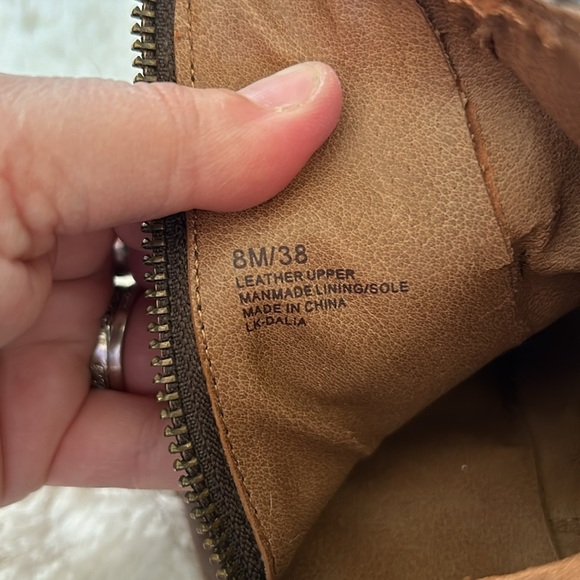 8M/38
LEATHER UPPER
MANMADE LINING/SOLE
MADE IN CHINA
LK-DALIA